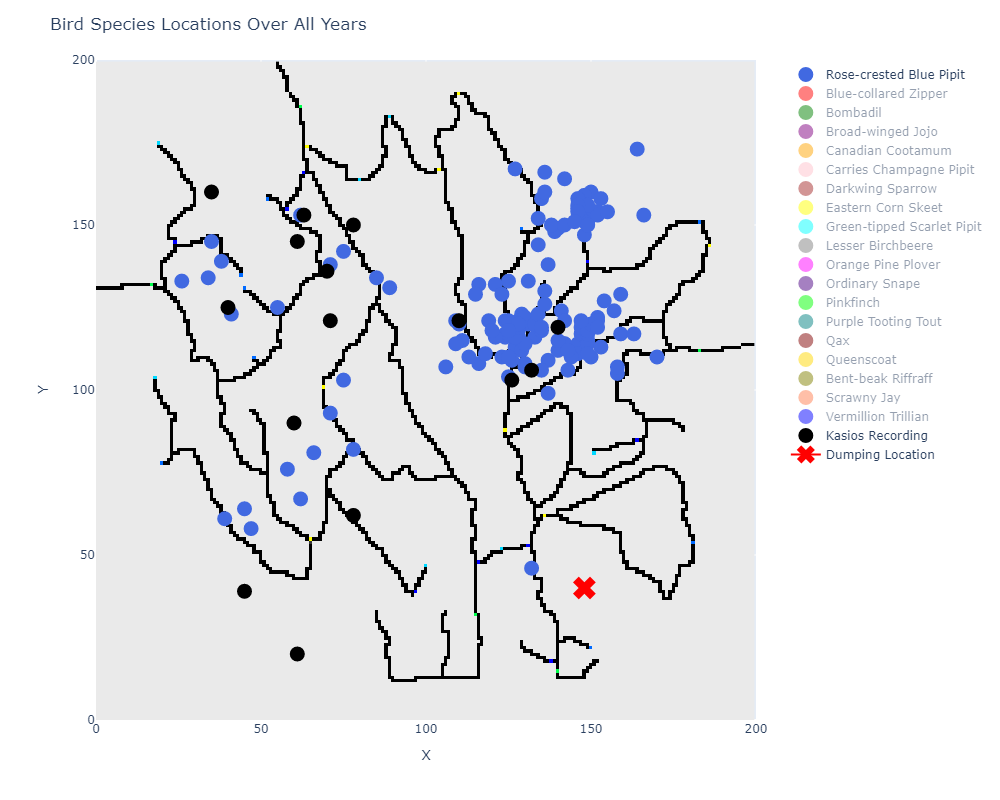 Bird Species Locations Over All Years
200
150
100
50
0
Y
0
50
100
150
200
X
Rose-crested Blue Pipit
Blue-collared Zipper
Bombadil
Broad-winged Jojo
Canadian Cootamum
Carries Champagne Pipit
Darkwing Sparrow
Eastern Corn Skeet
Green-tipped Scarlet Pipit
Lesser Birchbeere
Orange Pine Plover
Ordinary Snape
Pinkfinch
Purple Tooting Tout
Qax
Queenscoat
Bent-beak Riffraff
Scrawny Jay
Vermillion Trillian
Kasios Recording
Dumping Location